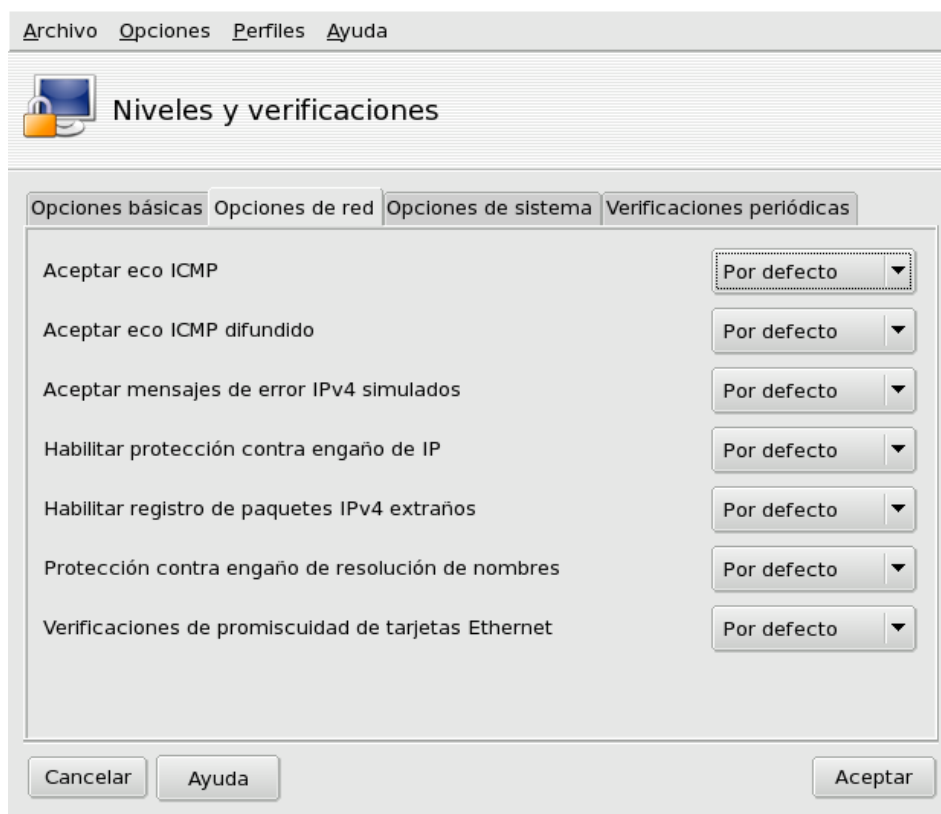 Archivo Opciones Perfiles Ayuda
Niveles y verificaciones
Opciones básicas Opciones de red Opciones de sistema Verificaciones periódicas
Aceptar eco ICMP Por defecto
Aceptar eco ICMP difundido Por defecto
Aceptar mensajes de error IPv4 simulados Por defecto
Habilitar protección contra engaño de IP Por defecto
Habilitar registro de paquetes IPv4 extraños Por defecto
Protección contra engaño de resolución de nombres Por defecto
Verificaciones de promiscuidad de tarjetas Ethernet Por defecto
Cancelar Ayuda Aceptar